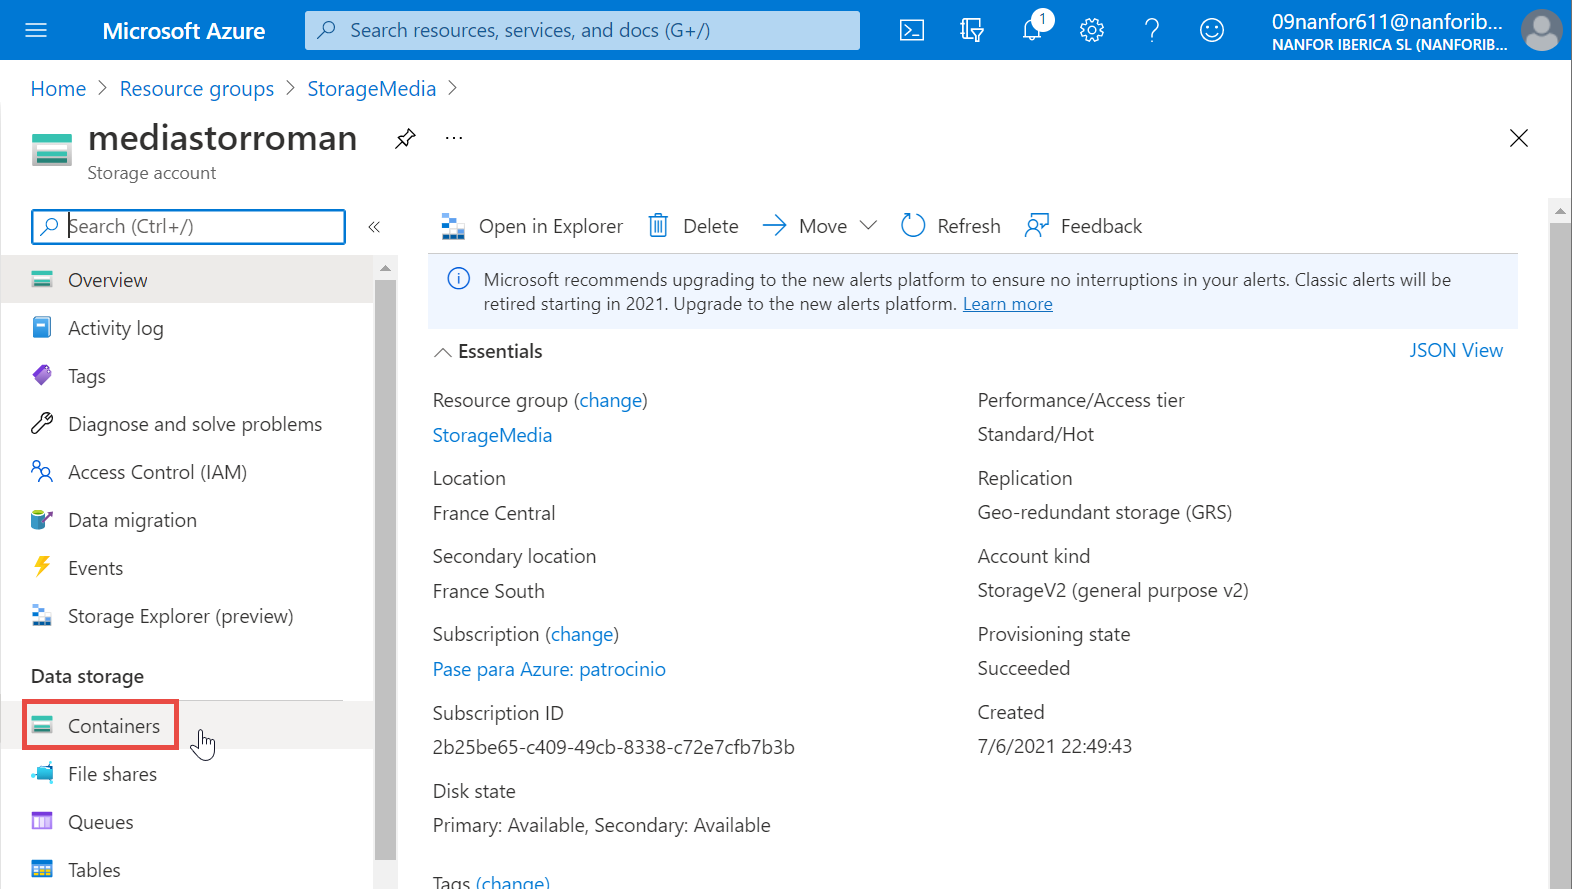 Microsoft Azure
Search resources, services, and docs (G+/)
1
09nanfor611@nanforib...
NANFOR IBERICA SL (NANFORIB...
Home > Resource groups > StorageMedia >
mediastorroman
...
Storage account
Search (Ctrl+/)
«
Overview
Activity log
Tags
Diagnose and solve problems
Access Control (IAM)
Data migration
Events
Storage Explorer (preview)
Data storage
Containers
File shares
Queues
Tables
Open in Explorer
Delete
Move
Refresh
Feedback
Microsoft recommends upgrading to the new alerts platform to ensure no interruptions in your alerts. Classic alerts will be
retired starting in 2021. Upgrade to the new alerts platform. Learn more
Essentials
JSON View
Resource group (change)
StorageMedia
Location
France Central
Secondary location
France South
Subscription (change)
Pase para Azure: patrocinio
Subscription ID
2b25be65-c409-49cb-8338-c72e7cfb7b3b
Disk state
Primary: Available, Secondary: Available
Tags (change)
Performance/Access tier
Standard/Hot
Replication
Geo-redundant storage (GRS)
Account kind
StorageV2 (general purpose v2)
Provisioning state
Succeeded
Created
7/6/2021 22:49:43